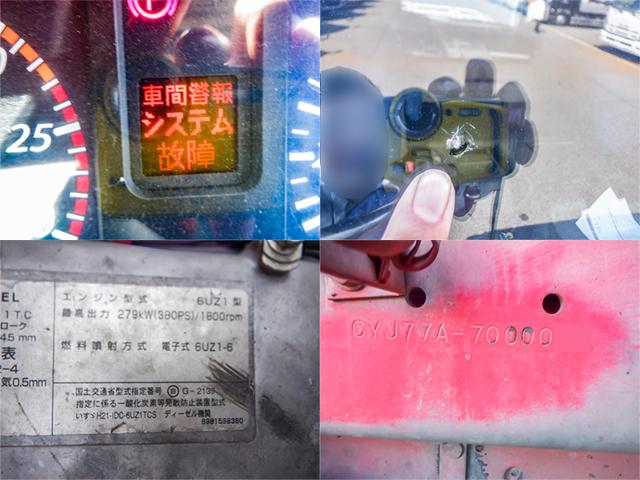 25
車間警報
システム
故障
EL
エンジン型式 6UZ1型
1TC
最高出力 279kW(380PS)/1800rpm
ローク
45 mm
燃料噴射方式 電子式 6UZ1-6
表
2-4
気0.5mm
国土交通省型式指定番号 G-2139
指定に係る一酸化炭素等発散防止装置型式
いすゞH21-IDC-6UZ1TCS ディーゼル機関
8981599380
CYJ77A-70000